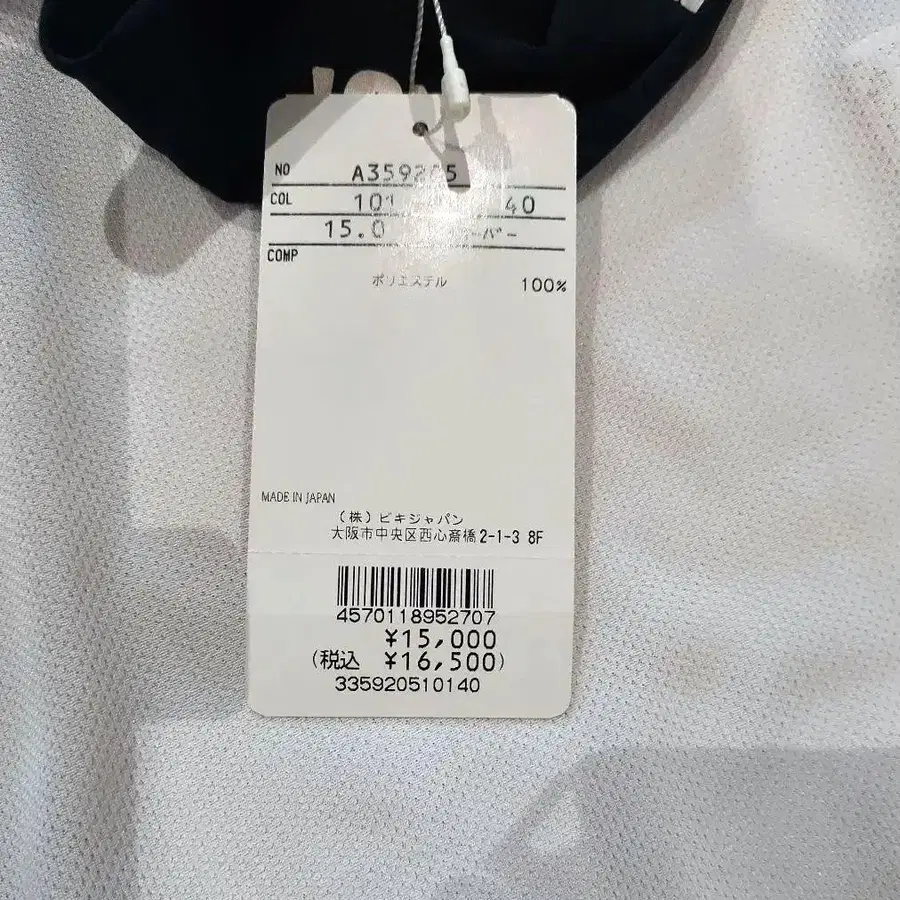 NO
COL 40
15.0
COMP
ポリエステル 100%
MADE IN JAPAN
(株)ビキジャパン
大阪市中央区西心斎橋2-1-3 8F
4570118952707
¥15,000
(税込 ¥16,500)
335920510140